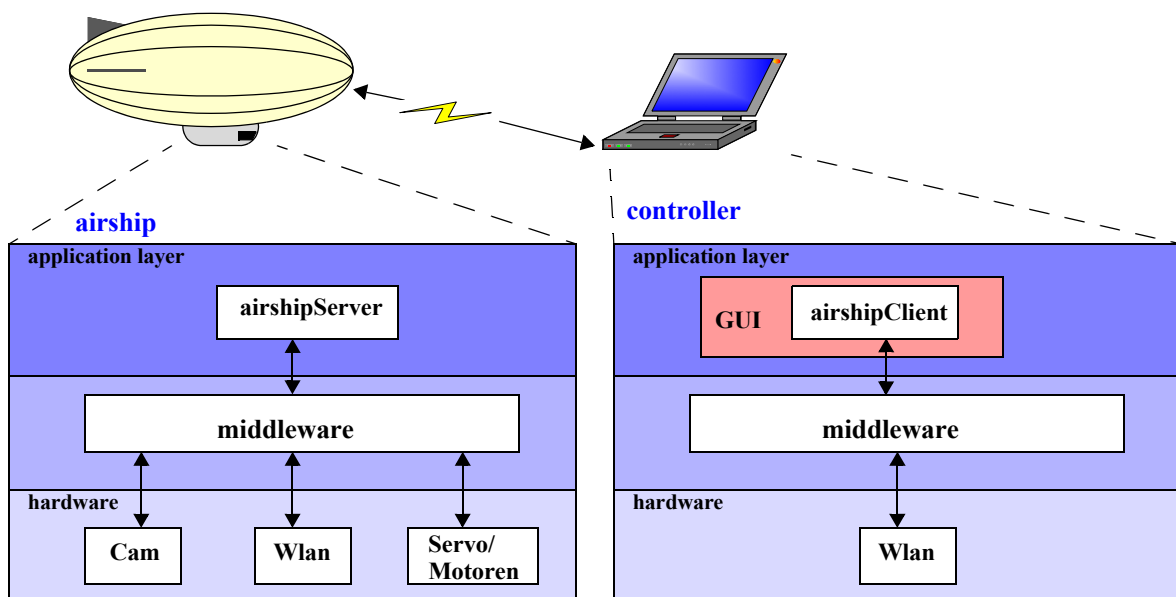 airship
application layer
airshipServer
middleware
hardware
Cam
Wlan
Servo/
Motoren
controller
application layer
GUI
airshipClient
middleware
hardware
Wlan